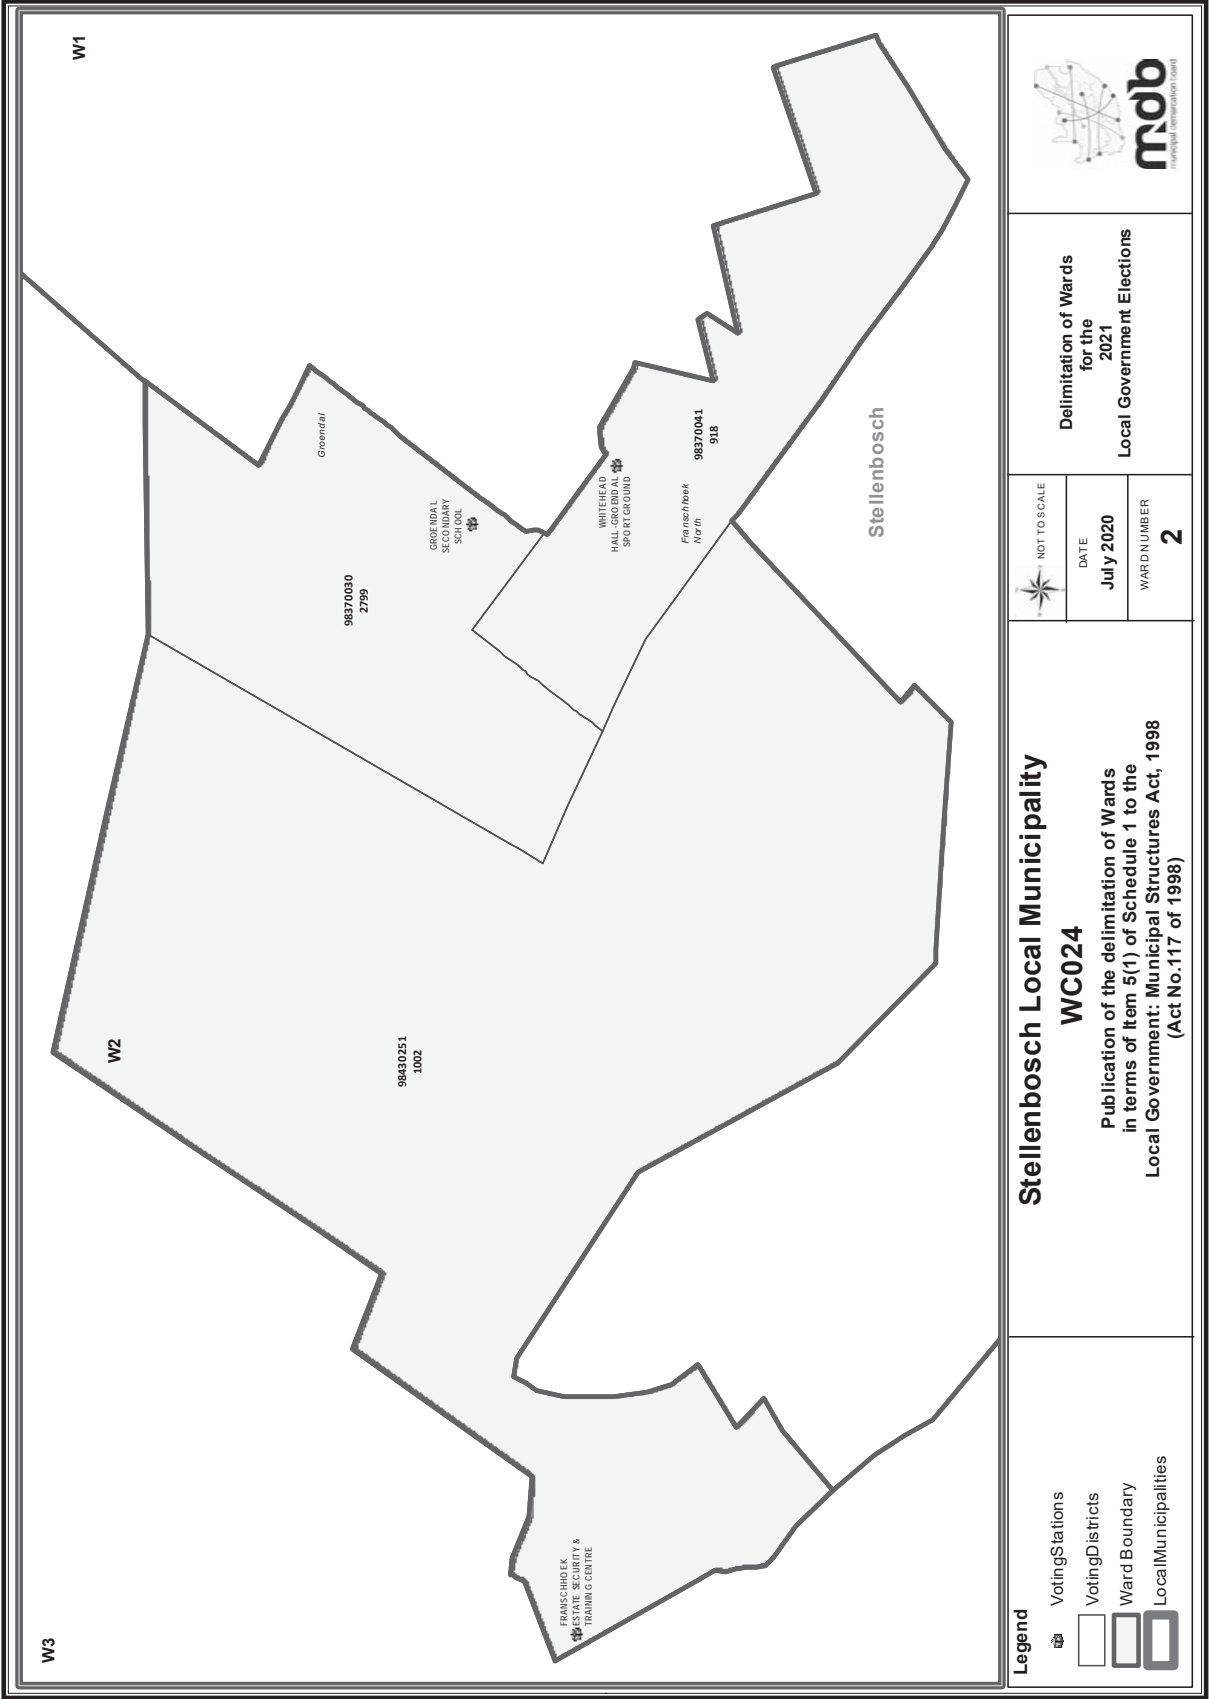 W1
W2
W3
Groendal
GROENDAL
SECONDARY
SCHOOL
98370030
2799
WHITEHEAD
HALL-GROENDAL
SPORTGROUND
98370041
918
Franschhoek
North
Stellenbosch
98430251
1002
FRANSCHHOEK
ESTATE SECURITY &
TRAINING CENTRE
Legend
VotingStations
VotingDistricts
Ward Boundary
LocalMunicipalities
Stellenbosch Local Municipality
WC024
Publication of the delimitation of Wards
in terms of Item 5(1) of Schedule 1 to the
Local Government: Municipal Structures Act, 1998
(Act No.117 of 1998)
NOT TO SCALE
DATE
July 2020
WARD NUMBER
2
Delimitation of Wards
for the
2021
Local Government Elections
mdb
municipal demarcation board